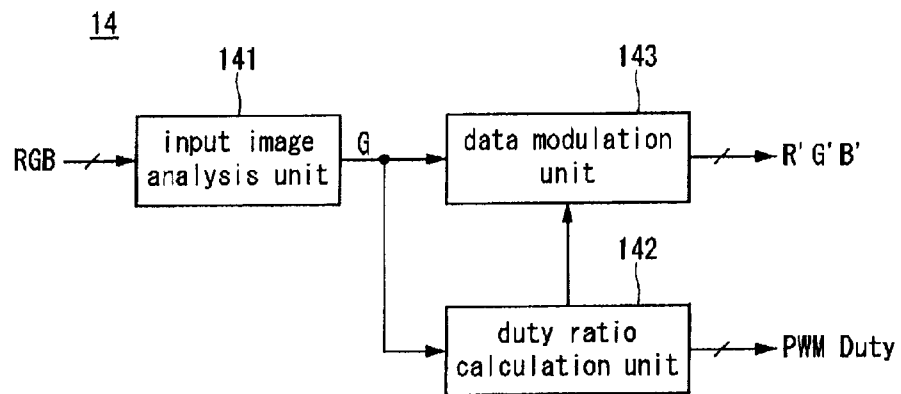 14
141
143
RGB
input image
analysis unit
G
data modulation
unit
R' G' B'
142
duty ratio
calculation unit
PWM Duty